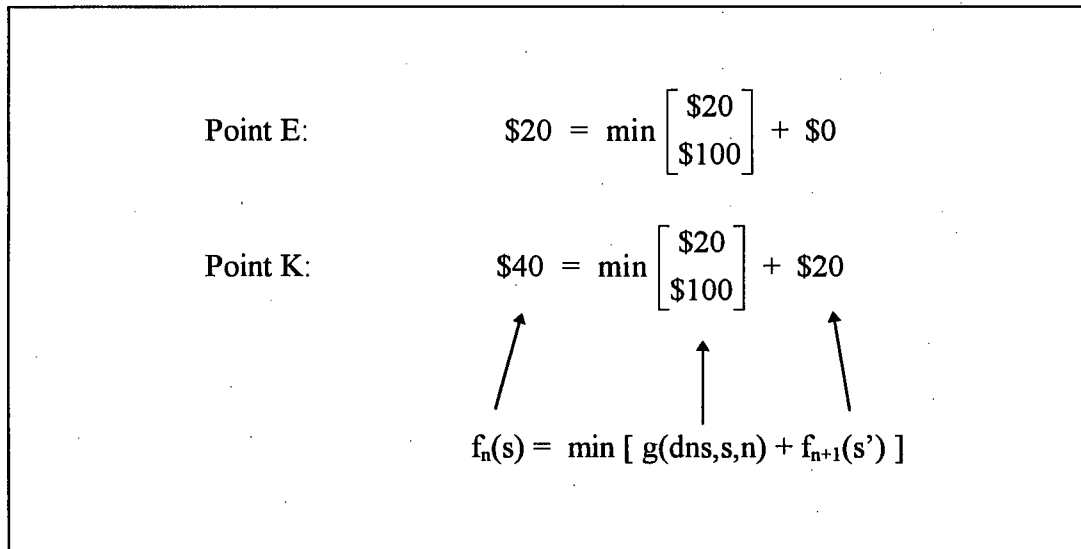 Point E: $20 = min [ $20 $100 ] + $0
Point K: $40 = min [ $20 $100 ] + $20
fn(s) = min [ g(dns,s,n) + fn+1(s') ]